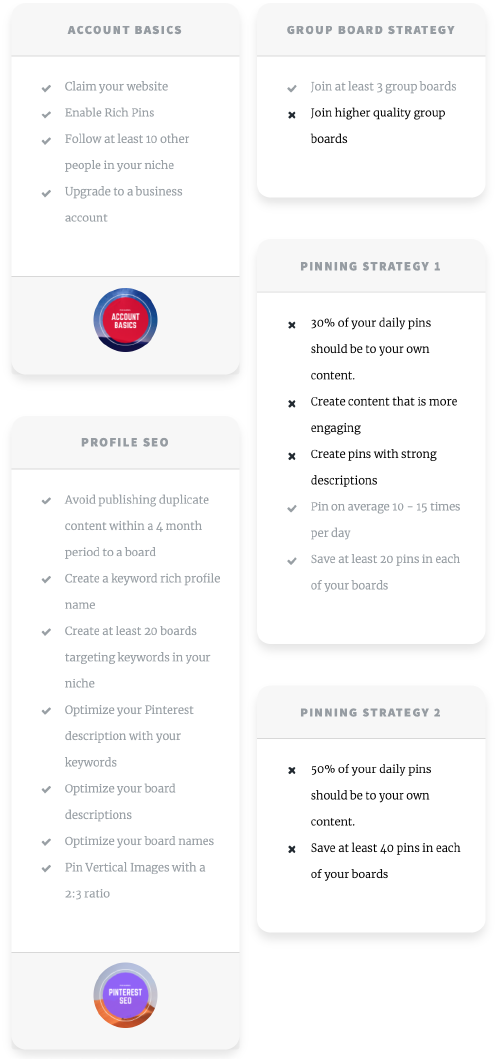 ACCOUNT BASICS
Claim your website
Enable Rich Pins
Follow at least 10 other
people in your niche
Upgrade to a business
account
ACCOUNT
BASICS
PROFILE SEO
Avoid publishing duplicate
content within a 4 month
period to a board
Create a keyword rich profile
name
Create at least 20 boards
targeting keywords in your
niche
Optimize your Pinterest
description with your
keywords
Optimize your board
descriptions
Optimize your board names
Pin Vertical Images with a
2:3 ratio
PINTEREST
SEO
GROUP BOARD STRATEGY
Join at least 3 group boards
Join higher quality group
boards
PINNING STRATEGY 1
30% of your daily pins
should be to your own
content.
Create content that is more
engaging
Create pins with strong
descriptions
Pin on average 10 - 15 times
per day
Save at least 20 pins in each
of your boards
PINNING STRATEGY 2
50% of your daily pins
should be to your own
content.
Save at least 40 pins in each
of your boards